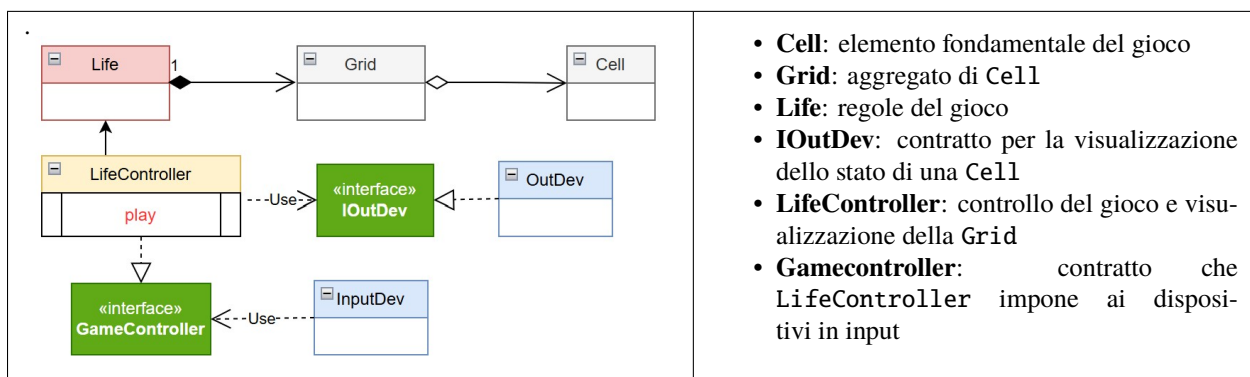 .
Life
1
Grid
Cell
LifeController
play
Use
«interface»
IOutDev
OutDev
«interface»
GameController
Use
InputDev
• Cell: elemento fondamentale del gioco
• Grid: aggregato di Cell
• Life: regole del gioco
• IOutDev: contratto per la visualizzazione
dello stato di una Cell
• LifeController: controllo del gioco e visu-
alizzazione della Grid
• Gamecontroller: contratto che
LifeController impone ai disposi-
tivi in input